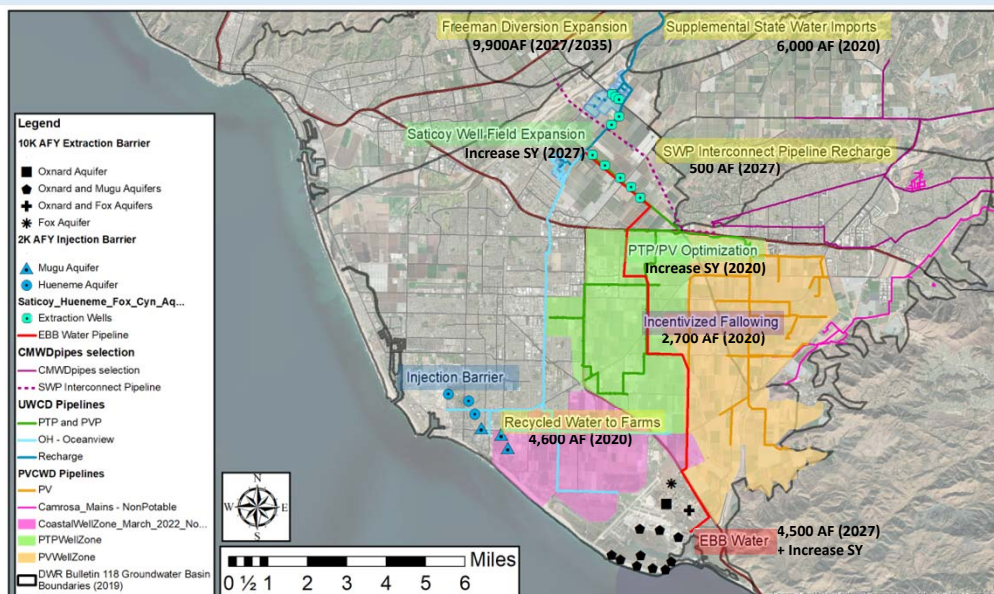 Freeman Diversion Expansion
9,900AF (2027/2035)
Supplemental State Water Imports
6,000 AF (2020)
Saticoy Well Field Expansion
Increase SY (2027)
SWP Interconnect Pipeline Recharge
500 AF (2027)
PTP/PV Optimization
Increase SY (2020)
Incentivized Fallowing
2,700 AF (2020)
Injection Barrier
Recycled Water to Farms
4,600 AF (2020)
EBB Water
4,500 AF (2027)
+ Increase SY
Legend
10K AFY Extraction Barrier
Oxnard Aquifer
Oxnard and Mugu Aquifers
Oxnard and Fox Aquifers
Fox Aquifer
2K AFY Injection Barrier
Mugu Aquifer
Hueneme Aquifer
Saticoy_Hueneme_Fox_Cyn_Aq...
Extraction Wells
EBB Water Pipeline
CMWDpipes selection
CMWDpipes selection
SWP Interconnect Pipeline
UWCD Pipelines
PTP and PVP
OH - Oceanview
Recharge
PVCWD Pipelines
PV
Camrosa_Mains - NonPotable
CoastalWellZone_March_2022_No...
PTPWellZone
PVWellZone
DWR Bulletin 118 Groundwater Basin
Boundaries (2019)
N
W
E
S
Miles
0 ½ 1 2 3 4 5 6